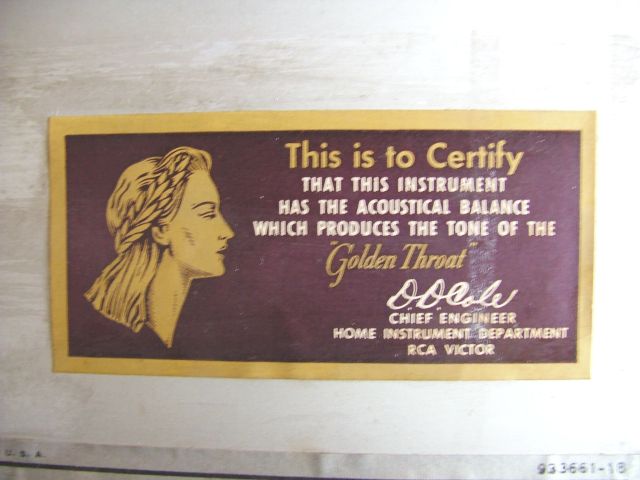 This is to Certify
THAT THIS INSTRUMENT
HAS THE ACOUSTICAL BALANCE
WHICH PRODUCES THE TONE OF THE
"Golden Throat"
D. D. Cole
CHIEF ENGINEER
HOME INSTRUMENT DEPARTMENT
RCA VICTOR
U. S. A.
933661-18